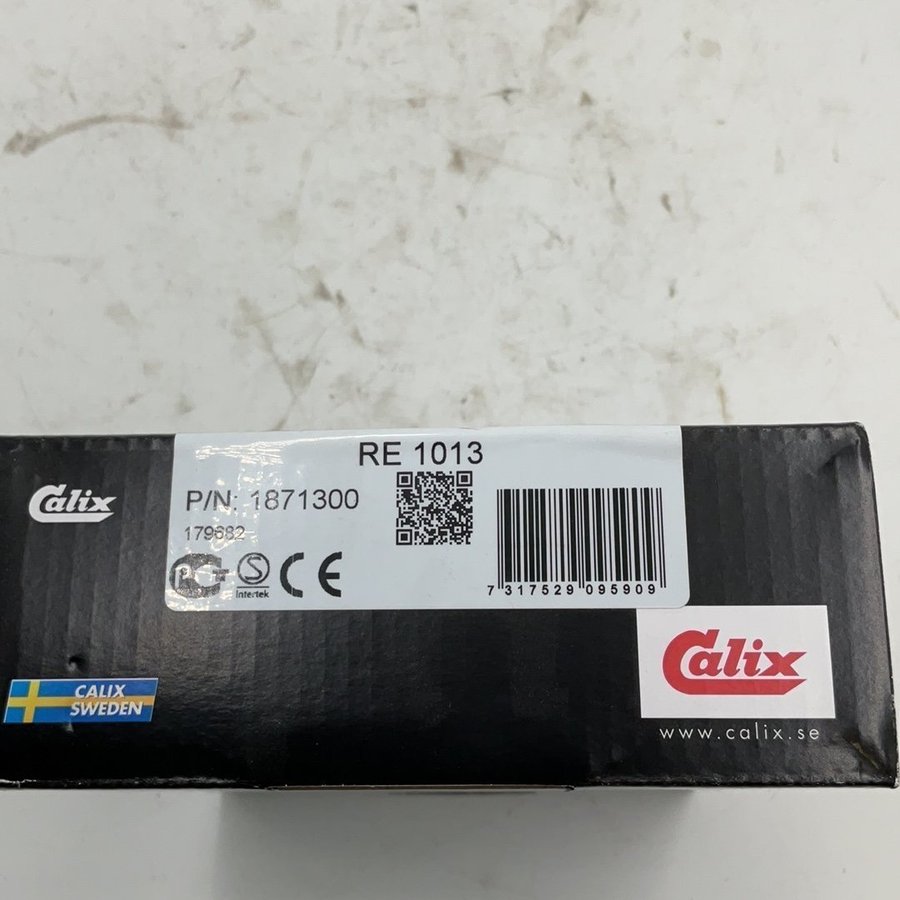 RE 1013
Calix
P/N: 1871300
179682
Intertek
CE
7 317529 095909
Calix
CALIX
SWEDEN
www.calix.se